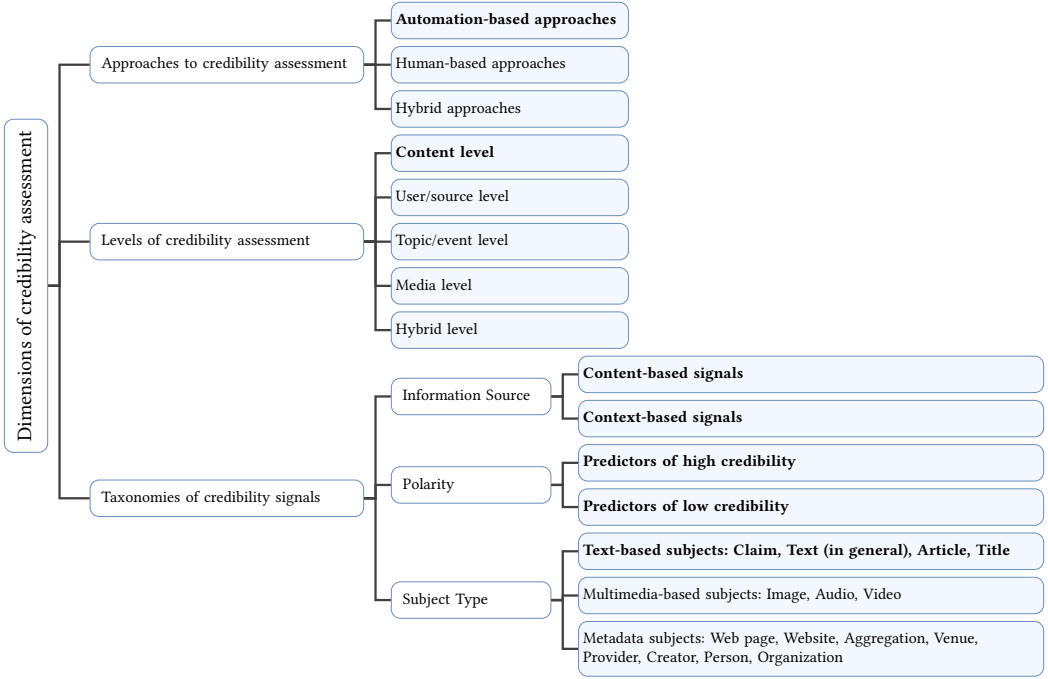 Dimensions of credibility assessment
Approaches to credibility assessment
Automation-based approaches
Human-based approaches
Hybrid approaches
Levels of credibility assessment
Content level
User/source level
Topic/event level
Media level
Hybrid level
Taxonomies of credibility signals
Information Source
Content-based signals
Context-based signals
Polarity
Predictors of high credibility
Predictors of low credibility
Subject Type
Text-based subjects: Claim, Text (in general), Article, Title
Multimedia-based subjects: Image, Audio, Video
Metadata subjects: Web page, Website, Aggregation, Venue,
Provider, Creator, Person, Organization